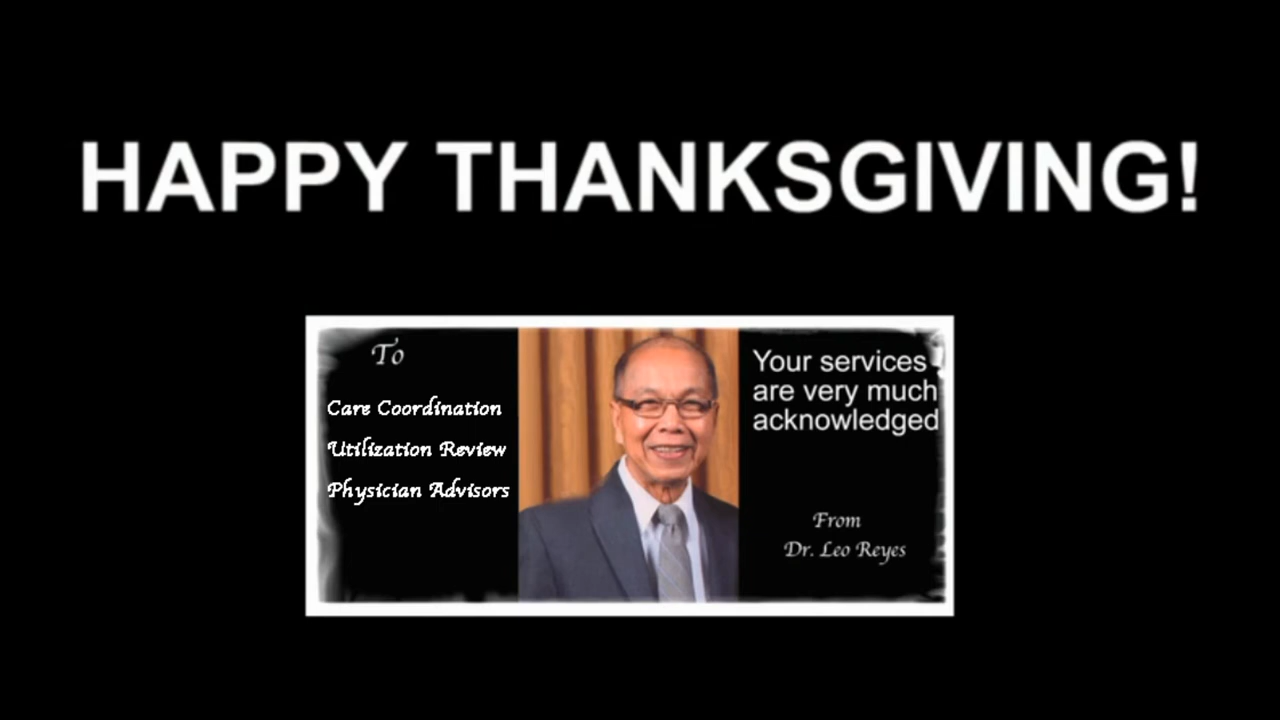 HAPPY THANKSGIVING!
To
Care Coordination
Utilization Review
Physician Advisors
Your services
are very much
acknowledged
From
Dr. Leo Reyes